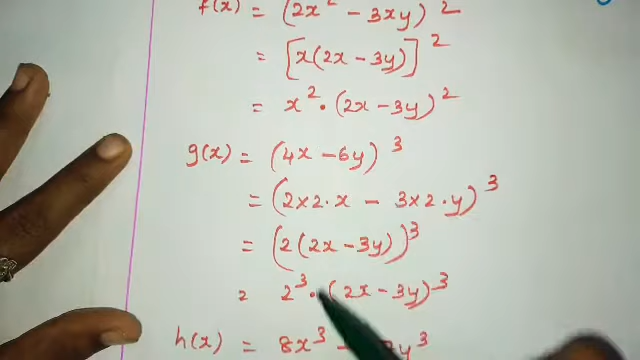 f(x) = (2x² - 3xy)²
= [x(2x - 3y)]²
= x² · (2x - 3y)²
g(x) = (4x - 6y)³
= (2×2·x - 3×2·y)³
= (2(2x - 3y))³
= 2³ · (2x - 3y)³
h(x) = 8x³ - y³